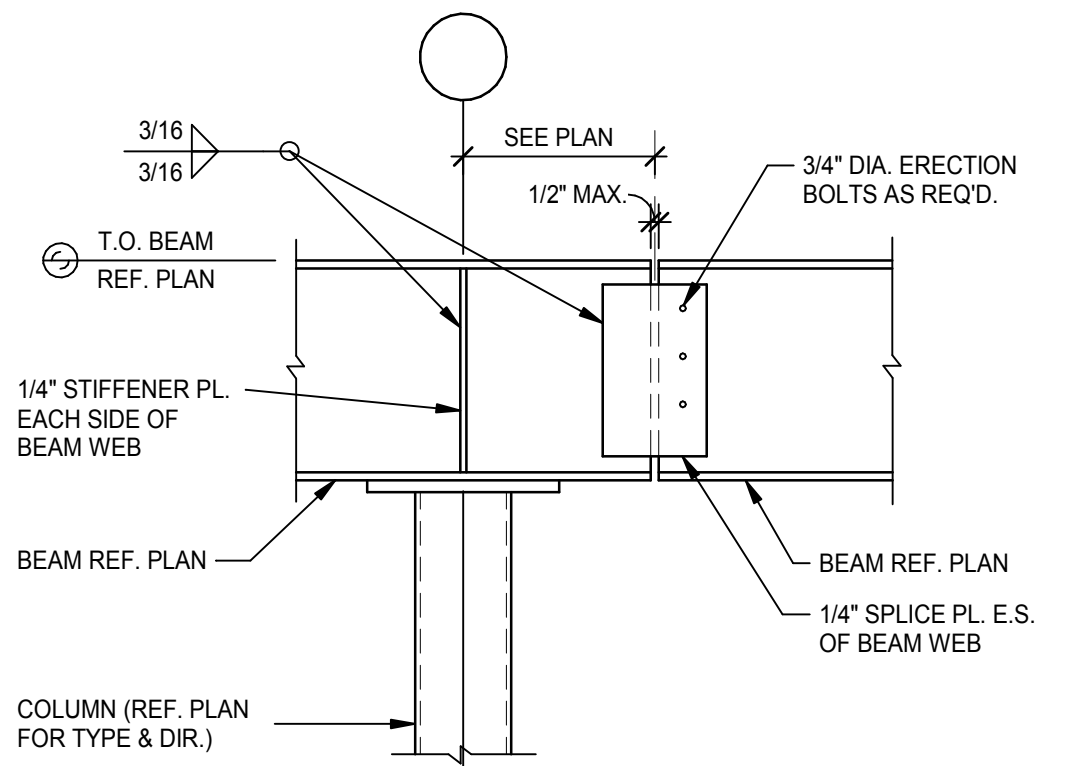 3/16
3/16
SEE PLAN
1/2" MAX.
3/4" DIA. ERECTION
BOLTS AS REQ'D.
T.O. BEAM
REF. PLAN
1/4" STIFFENER PL.
EACH SIDE OF
BEAM WEB
BEAM REF. PLAN
BEAM REF. PLAN
1/4" SPLICE PL. E.S.
OF BEAM WEB
COLUMN (REF. PLAN
FOR TYPE & DIR.)